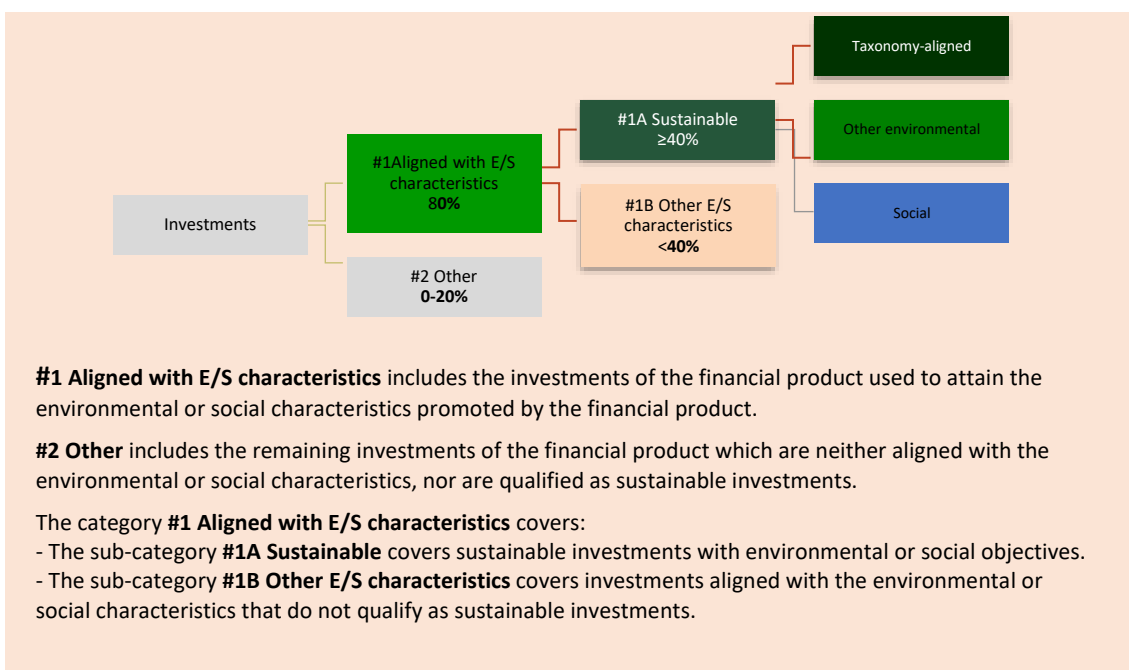 Taxonomy-aligned
#1A Sustainable
≥40%
Other environmental
#1Aligned with E/S
characteristics
80%
#1B Other E/S
characteristics
<40%
Social
Investments
#2 Other
0-20%
#1 Aligned with E/S characteristics includes the investments of the financial product used to attain the
environmental or social characteristics promoted by the financial product.
#2 Other includes the remaining investments of the financial product which are neither aligned with the
environmental or social characteristics, nor are qualified as sustainable investments.
The category #1 Aligned with E/S characteristics covers:
- The sub-category #1A Sustainable covers sustainable investments with environmental or social objectives.
- The sub-category #1B Other E/S characteristics covers investments aligned with the environmental or
social characteristics that do not qualify as sustainable investments.